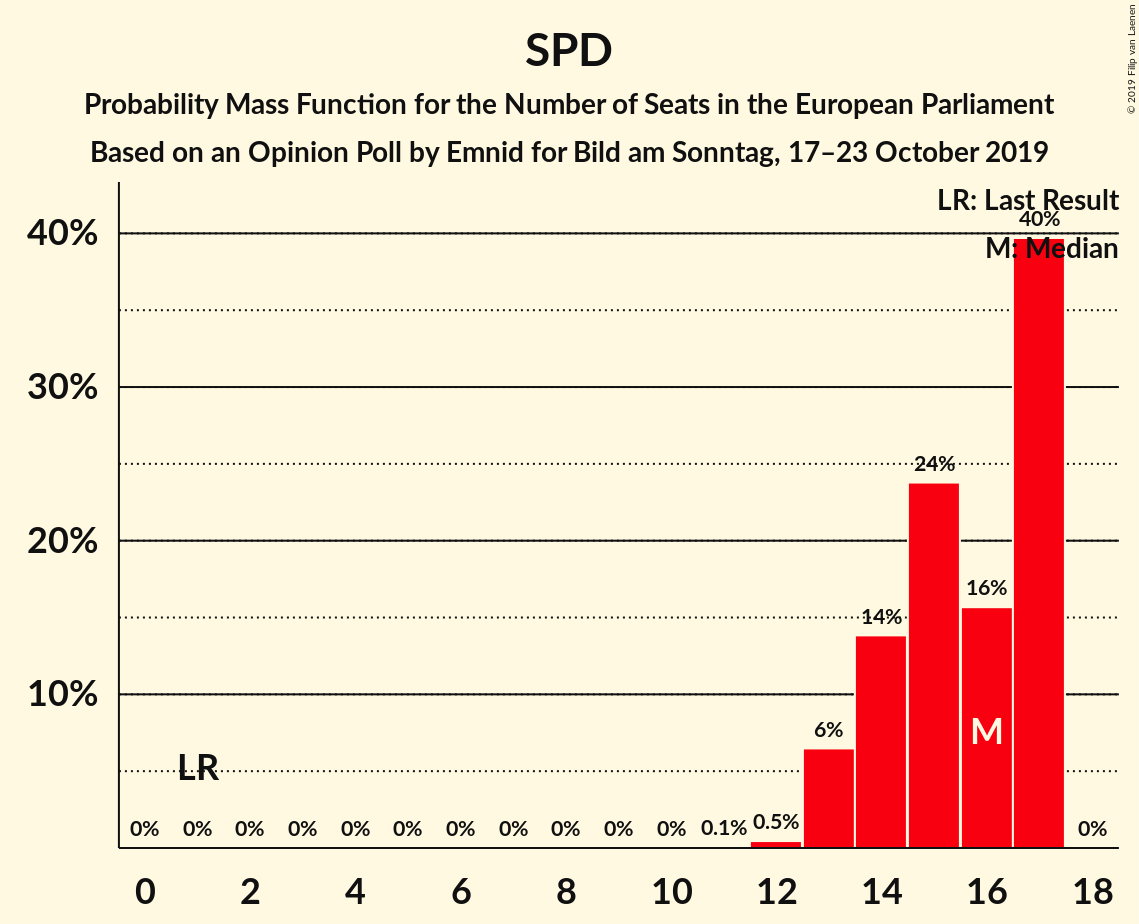 SPD
Probability Mass Function for the Number of Seats in the European Parliament
Based on an Opinion Poll by Emnid for Bild am Sonntag, 17–23 October 2019
© 2019 Filip van Laenen
LR: Last Result
M: Median
40%
30%
20%
10%
0% 0% 0% 0% 0% 0% 0% 0% 0% 0% 0% 0.1% 0.5% 6% 14% 24% 16% 40% 0%
LR
M
0 2 4 6 8 10 12 14 16 18